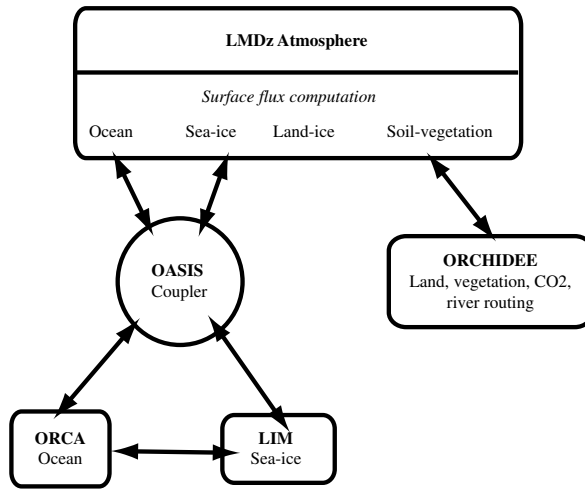 LMDz Atmosphere
Surface flux computation
Ocean Sea-ice Land-ice Soil-vegetation
OASIS
Coupler
ORCHIDEE
Land, vegetation, CO2,
river routing
ORCA
Ocean
LIM
Sea-ice